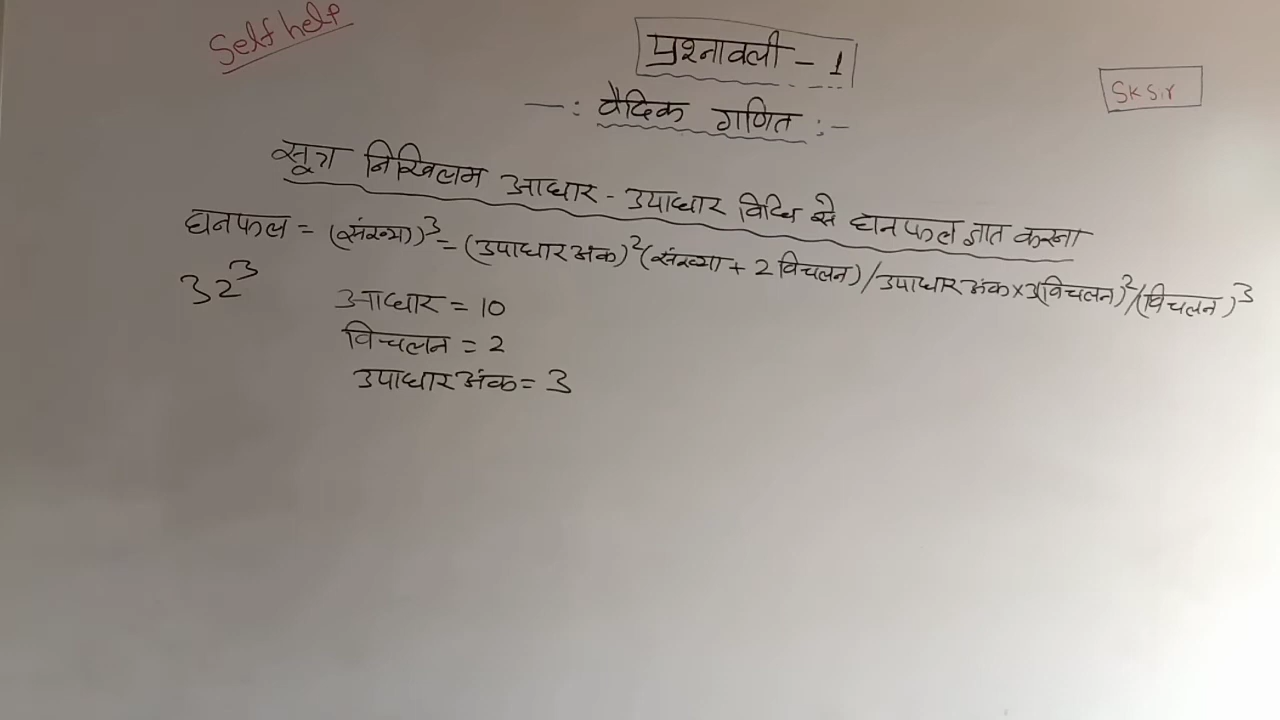 Self help
प्रश्नावली - 1
SK Sir
—: वैदिक गणित :-
सूत्र निखिलम आधार - उपाधार विधि से घनफल ज्ञात करना
घनफल = (संख्या)³ = (उपाधार अंक)² (संख्या + 2 विचलन) / उपाधार अंक × 3(विचलन)² / (विचलन)³
32³
आधार = 10
विचलन = 2
उपाधार अंक = 3